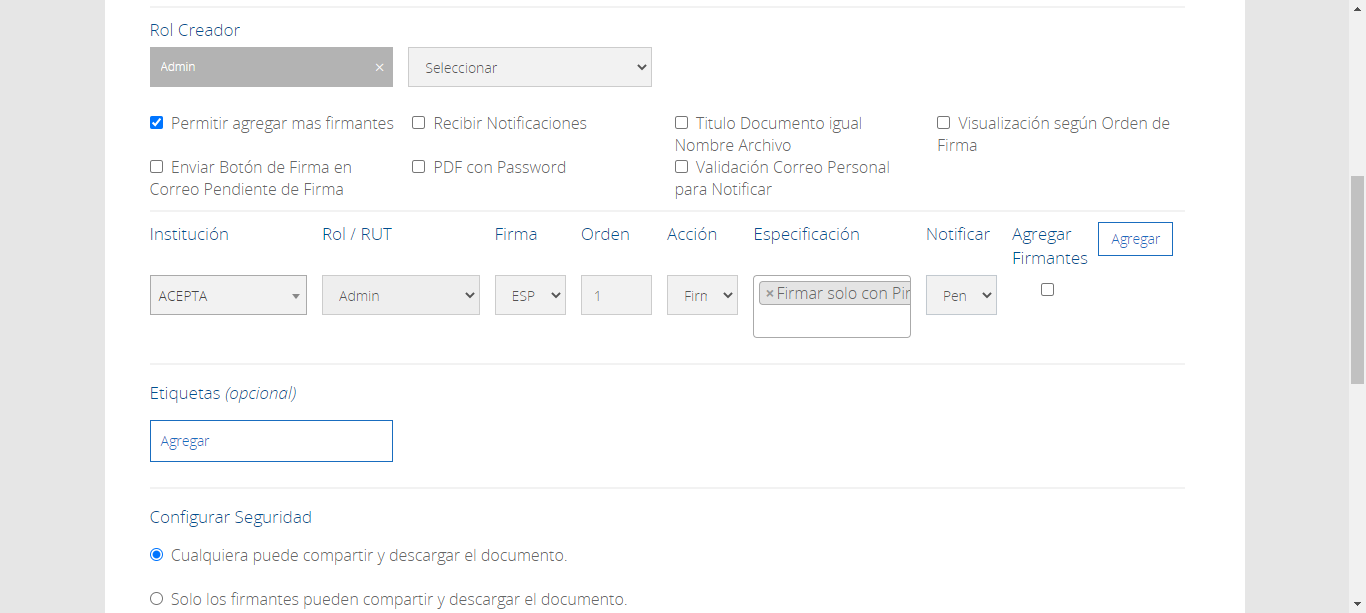 Rol Creador
Admin ×
Seleccionar
Permitir agregar mas firmantes
Recibir Notificaciones
Titulo Documento igual
Nombre Archivo
Visualización según Orden de
Firma
Enviar Botón de Firma en
Correo Pendiente de Firma
PDF con Password
Validación Correo Personal
para Notificar
Institución Rol / RUT Firma Orden Acción Especificación Notificar Agregar
Firmantes
Agregar
ACEPTA Admin ESP 1 Firn × Firmar solo con Pir Pen
Etiquetas (opcional)
Agregar
Configurar Seguridad
Cualquiera puede compartir y descargar el documento.
Solo los firmantes pueden compartir y descargar el documento.